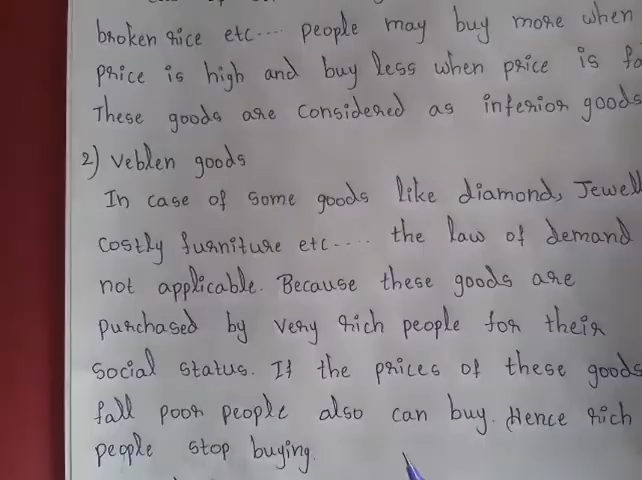 broken rice etc.... people may buy more when
price is high and buy less when price is fa
These goods are considered as inferior goods
2) Veblen goods
In case of some goods like diamond, Jewell
costly furniture etc.... the law of demand
not applicable. Because these goods are
purchased by very rich people for their
social status. If the prices of these goods
fall poor people also can buy. Hence rich
people stop buying.